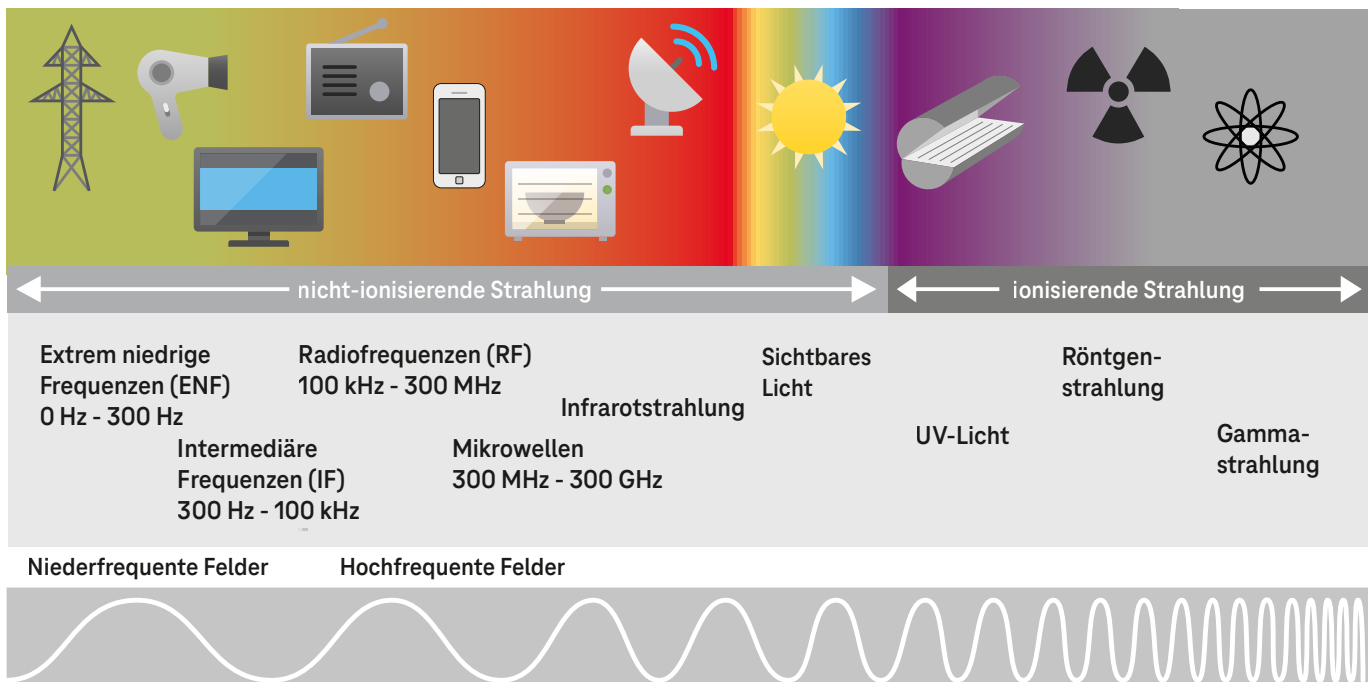 nicht-ionisierende Strahlung
ionisierende Strahlung
Extrem niedrige
Frequenzen (ENF)
0 Hz - 300 Hz
Intermediäre
Frequenzen (IF)
300 Hz - 100 kHz
Radiofrequenzen (RF)
100 kHz - 300 MHz
Mikrowellen
300 MHz - 300 GHz
Infrarotstrahlung
Sichtbares
Licht
UV-Licht
Röntgen-
strahlung
Gamma-
strahlung
Niederfrequente Felder
Hochfrequente Felder